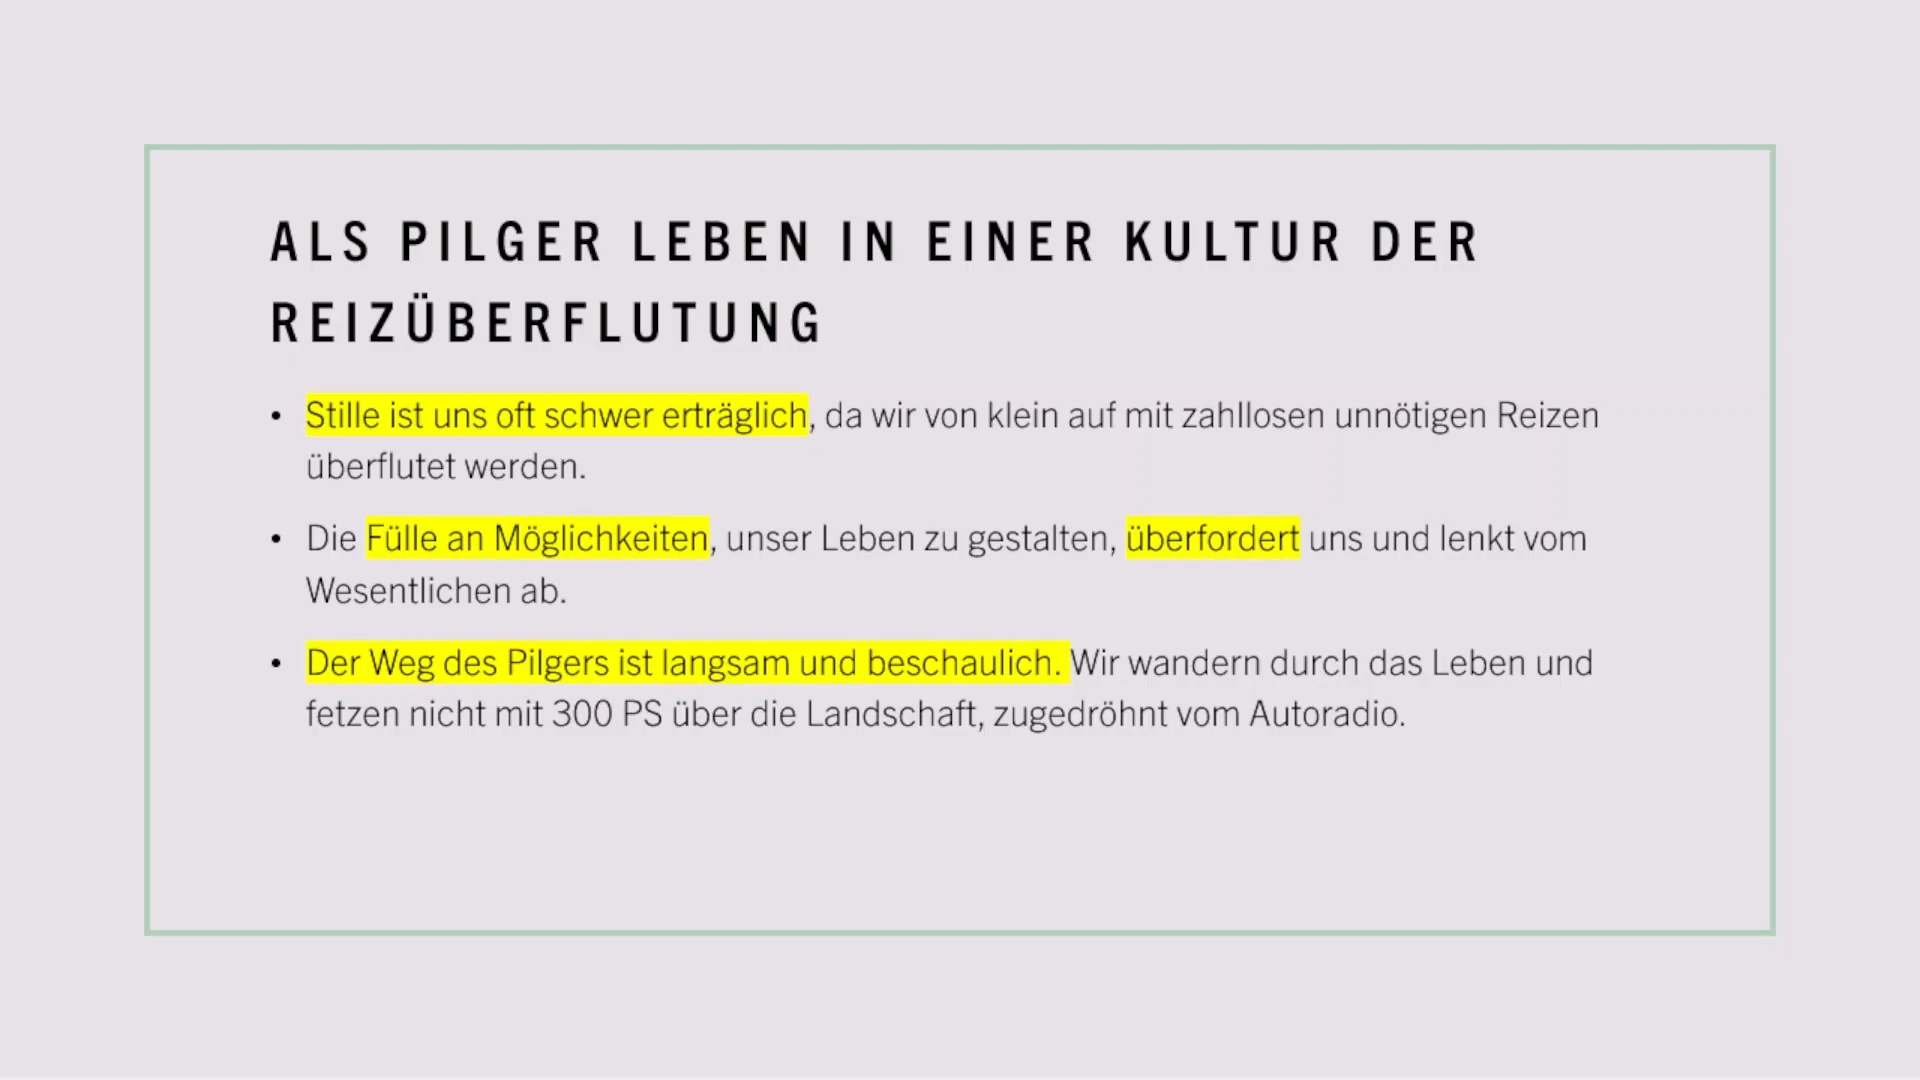 ALS PILGER LEBEN IN EINER KULTUR DER
REIZÜBERFLUTUNG
• Stille ist uns oft schwer erträglich, da wir von klein auf mit zahllosen unnötigen Reizen
überflutet werden.
• Die Fülle an Möglichkeiten, unser Leben zu gestalten, überfordert uns und lenkt vom
Wesentlichen ab.
• Der Weg des Pilgers ist langsam und beschaulich. Wir wandern durch das Leben und
fetzen nicht mit 300 PS über die Landschaft, zugedröhnt vom Autoradio.